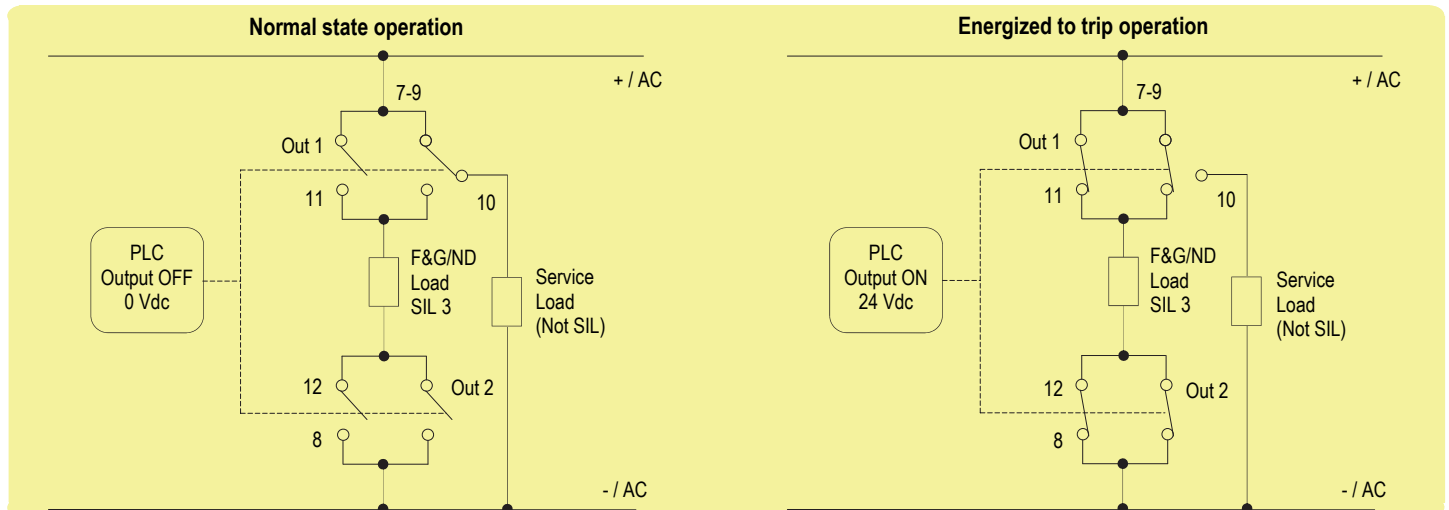 Normal state operation
+ / AC
7-9
Out 1
11
10
PLC
Output OFF
0 Vdc
F&G/ND
Load
SIL 3
Service
Load
(Not SIL)
12
Out 2
8
- / AC
Energized to trip operation
+ / AC
7-9
Out 1
11
10
PLC
Output ON
24 Vdc
F&G/ND
Load
SIL 3
Service
Load
(Not SIL)
12
Out 2
8
- / AC